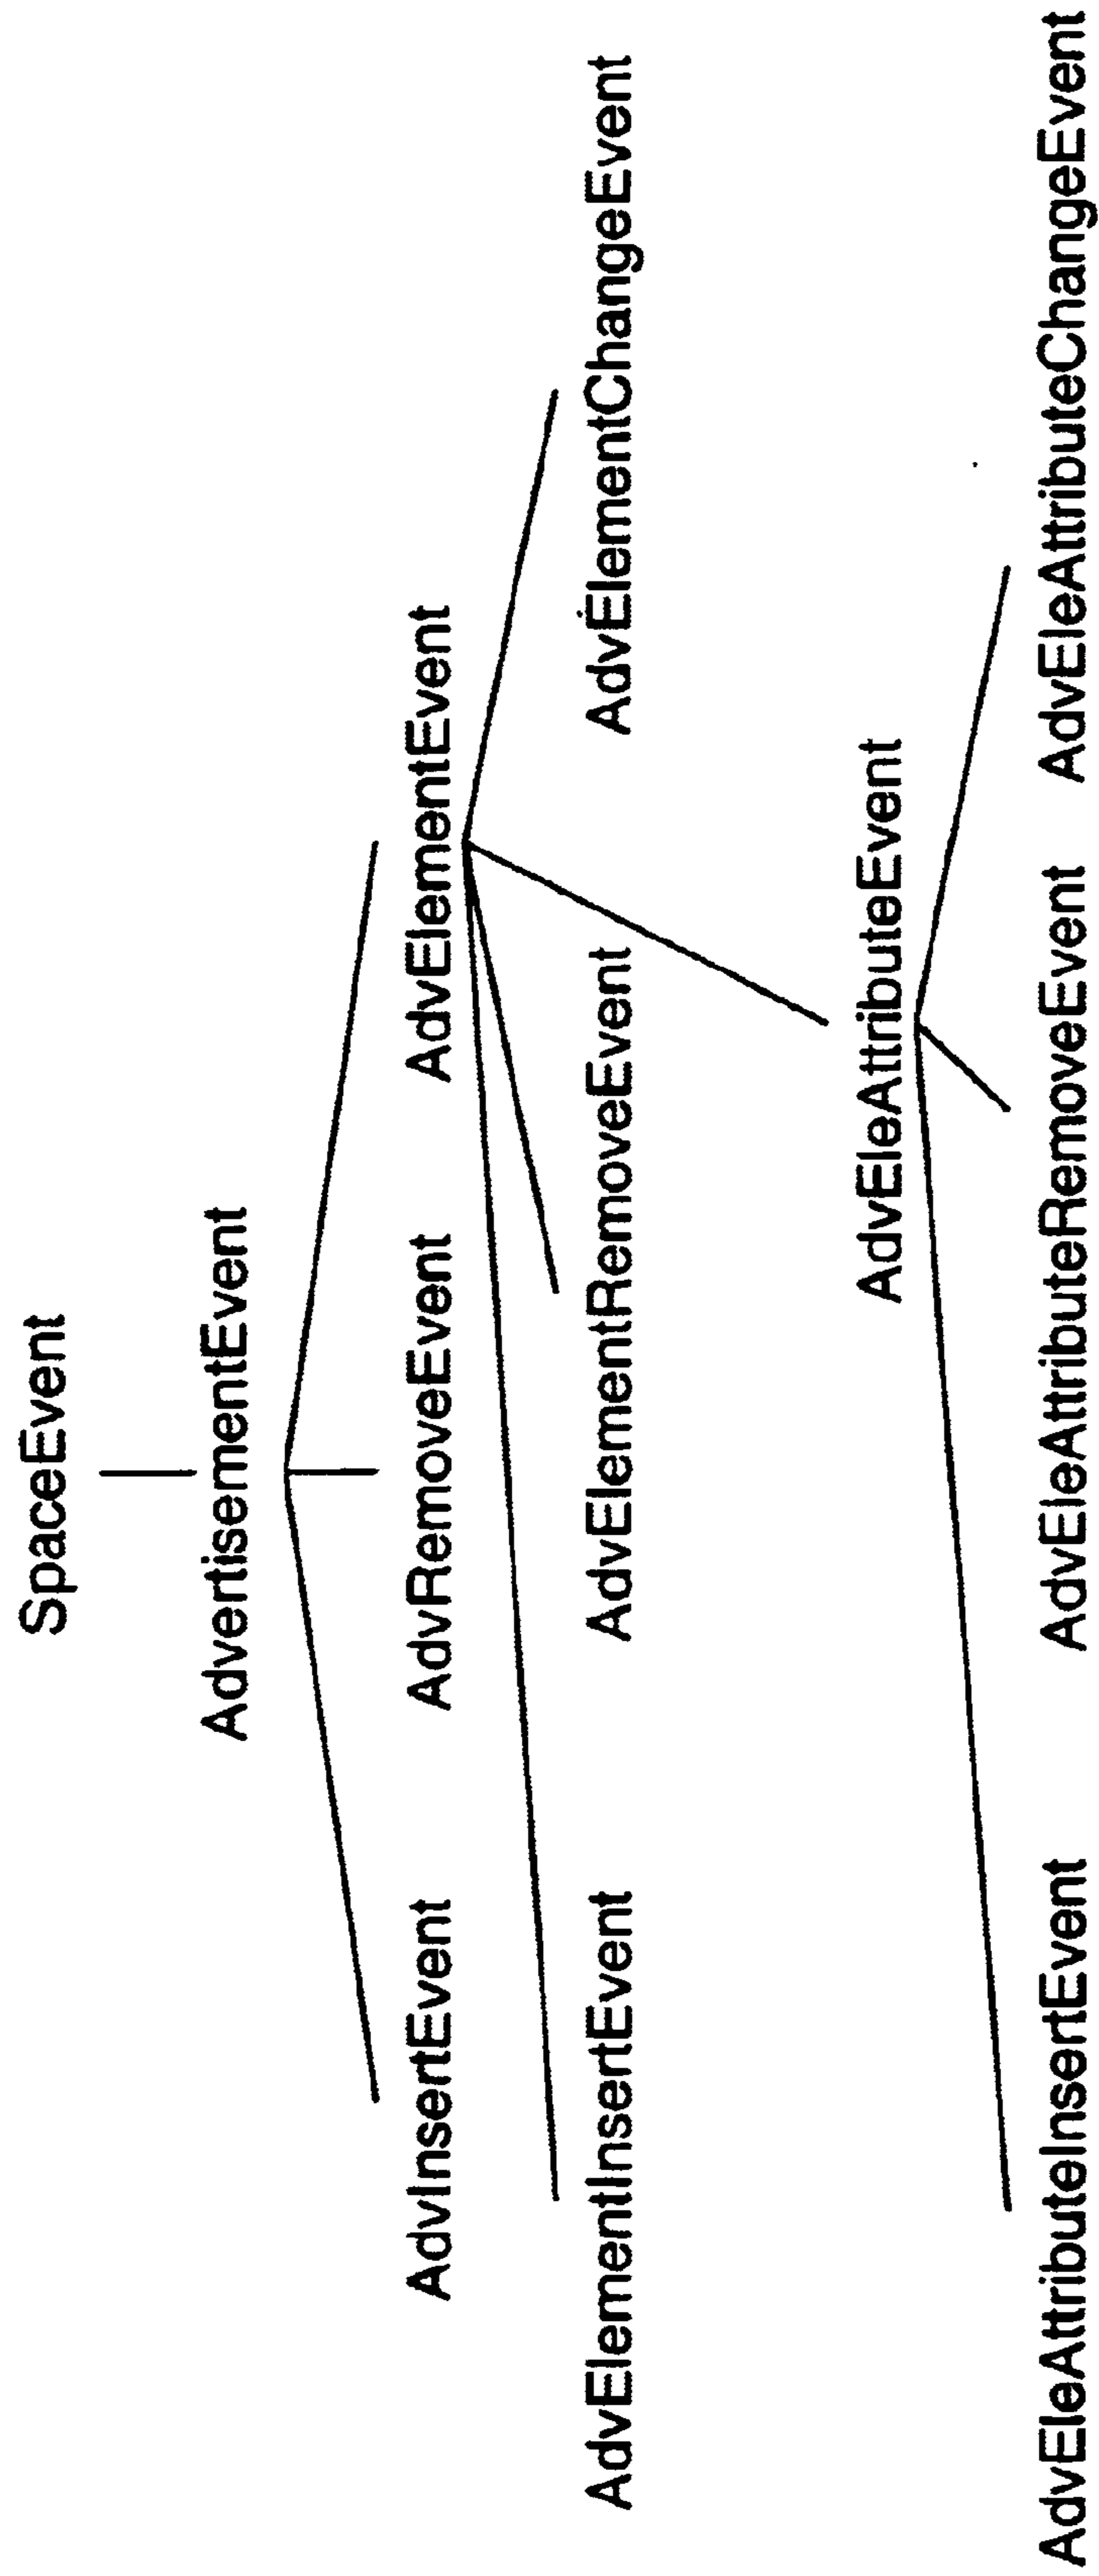 SpaceEvent
AdvertisementEvent
AdvInsertEvent AdvRemoveEvent AdvElementEvent
AdvElementInsertEvent AdvElementRemoveEvent AdvElementChangeEvent
AdvEleAttributeEvent
AdvEleAttributeInsertEvent AdvEleAttributeRemoveEvent AdvEleAttributeChangeEvent